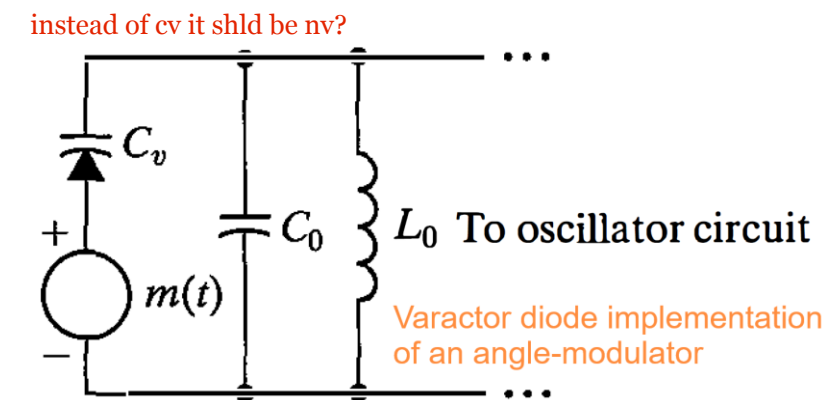 instead of cv it shld be nv?
...
Cv
+
C0
L0 To oscillator circuit
m(t)
Varactor diode implementation
of an angle-modulator
−
...